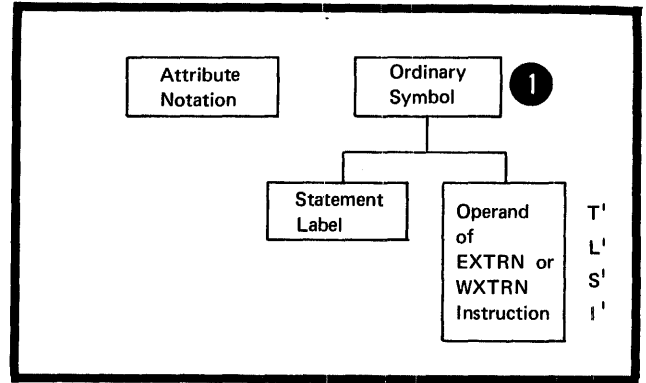 Attribute
Notation
Ordinary
Symbol
1
Statement
Label
Operand
of
EXTRN or
WXTRN
Instruction
T'
L'
S'
I'